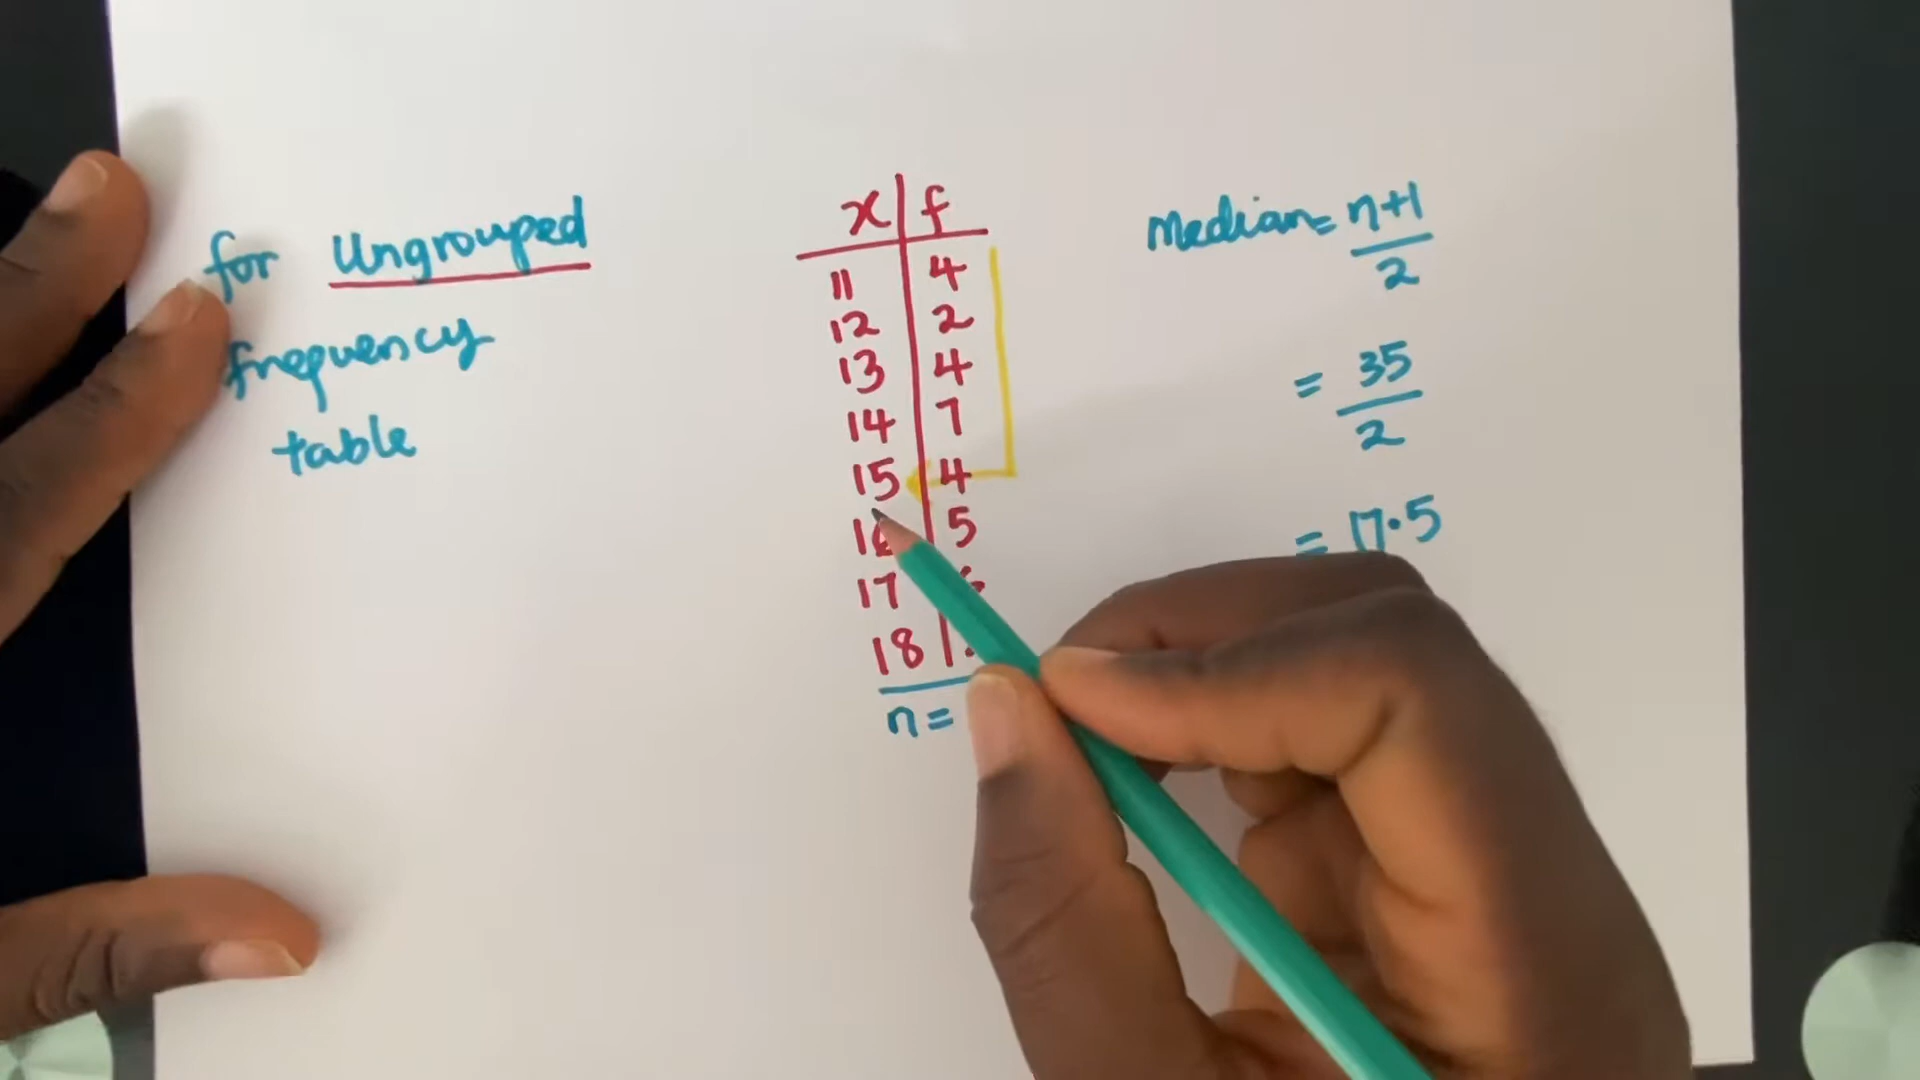 for Ungrouped
frequency
table
x f
11 4
12 2
13 4
14 7
15 4
16 5
17
18
n =
Median = n+1
2
= 35
2
= 17.5